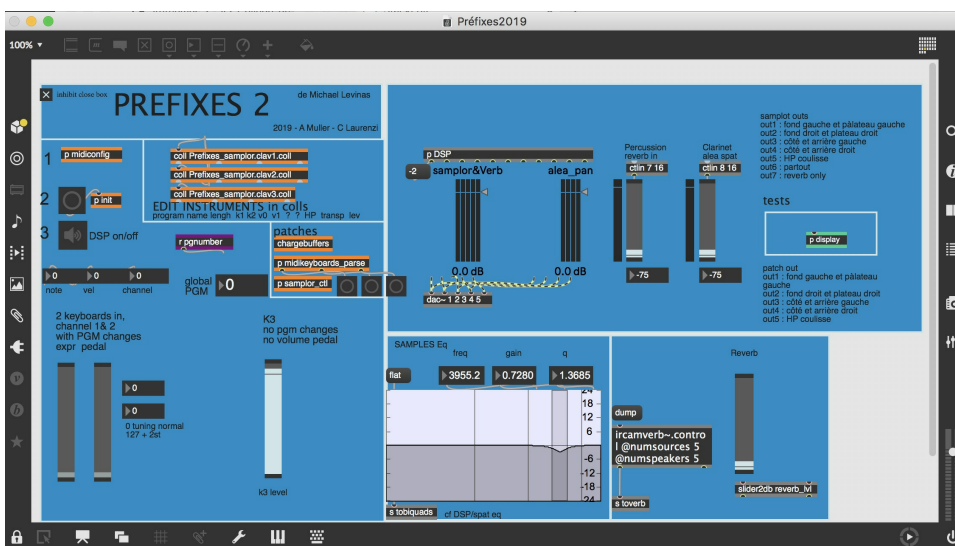 Préfixes2019
100%
inhibit close box
PREFIXES 2
de Michael Levinas
2019 - A Muller - C Laurenzi
1
p midiconfig
2
p init
3
DSP on/off
coll Prefixes_samplor.clav1.coll
coll Prefixes_samplor.clav2.coll
coll Prefixes_samplor.clav3.coll
EDIT INSTRUMENTS in colls
program name lengh k1 k2 v0 v1 ? ? HP transp lev
r pgnumber
patches
chargebuffers
p midikeyboards_parse
p samplor_ctl
0
0
0
note
vel
channel
global
PGM
0
2 keyboards in,
channel 1& 2
with PGM changes
expr pedal
0
0
0 tuning normal
127 + 2st
K3
no pgm changes
no volume pedal
k3 level
p DSP
-2
samplor&Verb
alea_pan
0.0 dB
0.0 dB
dac~ 1 2 3 4 5
Percussion
reverb in
ctlin 7 16
-75
Clarinet
alea spat
ctlin 8 16
-75
samplot outs
out1 : fond gauche et pàlateau gauche
out2 : fond droit et plateau droit
out3 : côté et arrière gauche
out4 : côté et arrière droit
out5 : HP coulisse
out6 : partout
out7 : reverb only
tests
p display
patch out
out1 : fond gauche et pàlateau
gauche
out2 : fond droit et plateau droit
out3 : côté et arrière gauche
out4 : côté et arrière droit
out5 : HP coulisse
SAMPLES Eq
freq
gain
q
flat
3955.2
0.7280
1.3685
24
18
12
6
-6
-12
-18
24
s tobiquads
cf DSP/spat eq
Reverb
dump
ircamverb~.contro
l @numsources 5
@numspeakers 5
s toverb
slider2db reverb_lvl